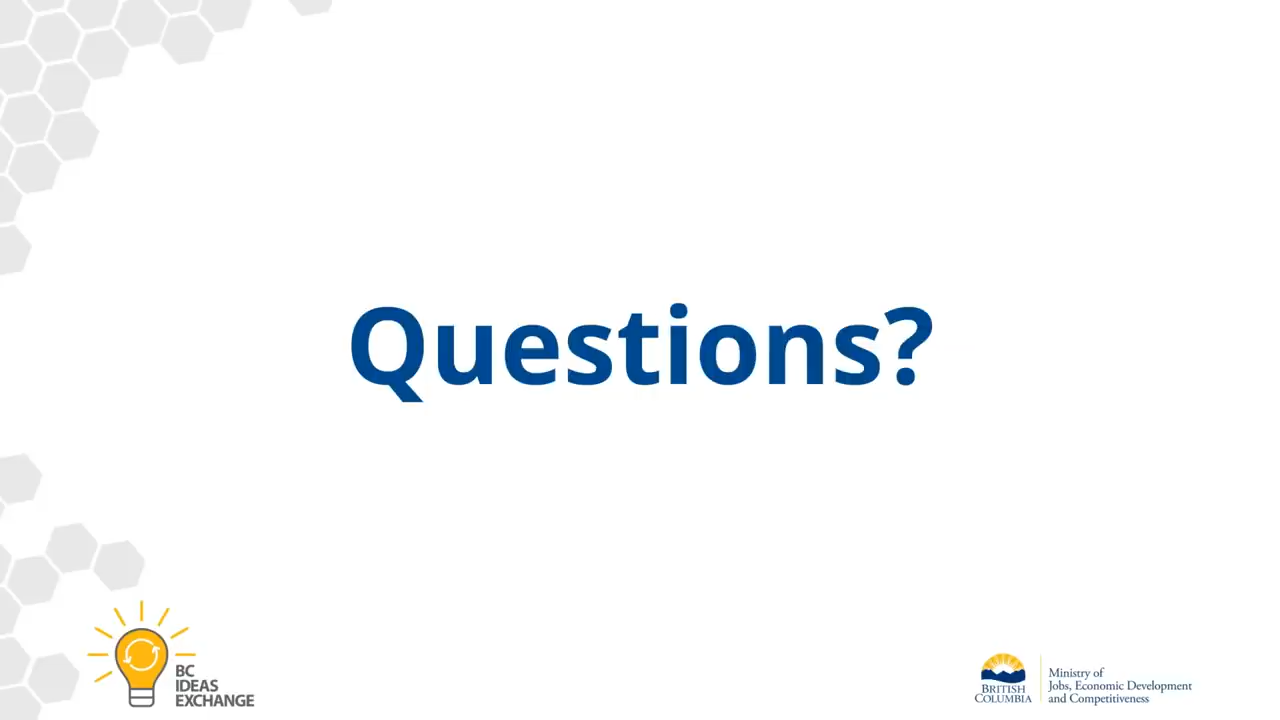 Questions?
BC
IDEAS
EXCHANGE
BRITISH
COLUMBIA
Ministry of
Jobs, Economic Development
and Competitiveness